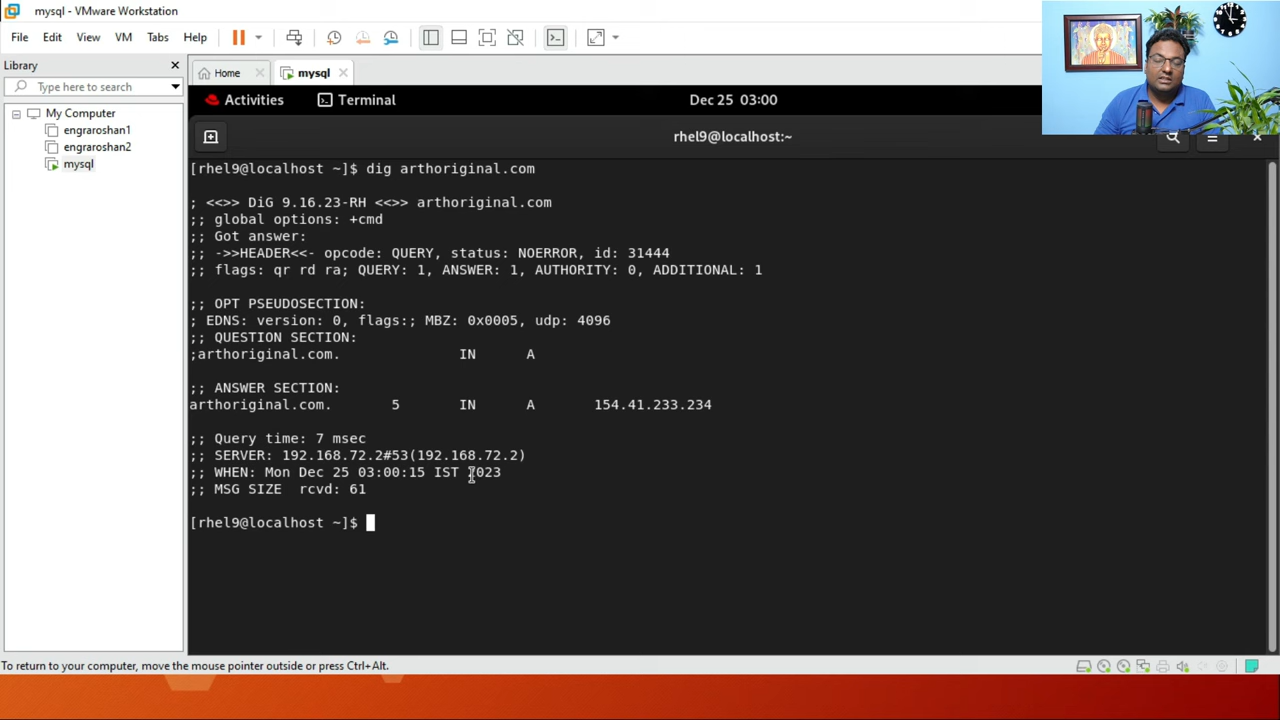 mysql - VMware Workstation
File Edit View VM Tabs Help
Library
Type here to search
My Computer
engraroshan1
engraroshan2
mysql
Home mysql
Activities Terminal Dec 25 03:00
rhel9@localhost:~
[rhel9@localhost ~]$ dig arthoriginal.com
; <<>> DiG 9.16.23-RH <<>> arthoriginal.com
;; global options: +cmd
;; Got answer:
;; ->>HEADER<<- opcode: QUERY, status: NOERROR, id: 31444
;; flags: qr rd ra; QUERY: 1, ANSWER: 1, AUTHORITY: 0, ADDITIONAL: 1
;; OPT PSEUDOSECTION:
; EDNS: version: 0, flags:; MBZ: 0x0005, udp: 4096
;; QUESTION SECTION:
;arthoriginal.com. IN A
;; ANSWER SECTION:
arthoriginal.com. 5 IN A 154.41.233.234
;; Query time: 7 msec
;; SERVER: 192.168.72.2#53(192.168.72.2)
;; WHEN: Mon Dec 25 03:00:15 IST 2023
;; MSG SIZE rcvd: 61
[rhel9@localhost ~]$
To return to your computer, move the mouse pointer outside or press Ctrl+Alt.